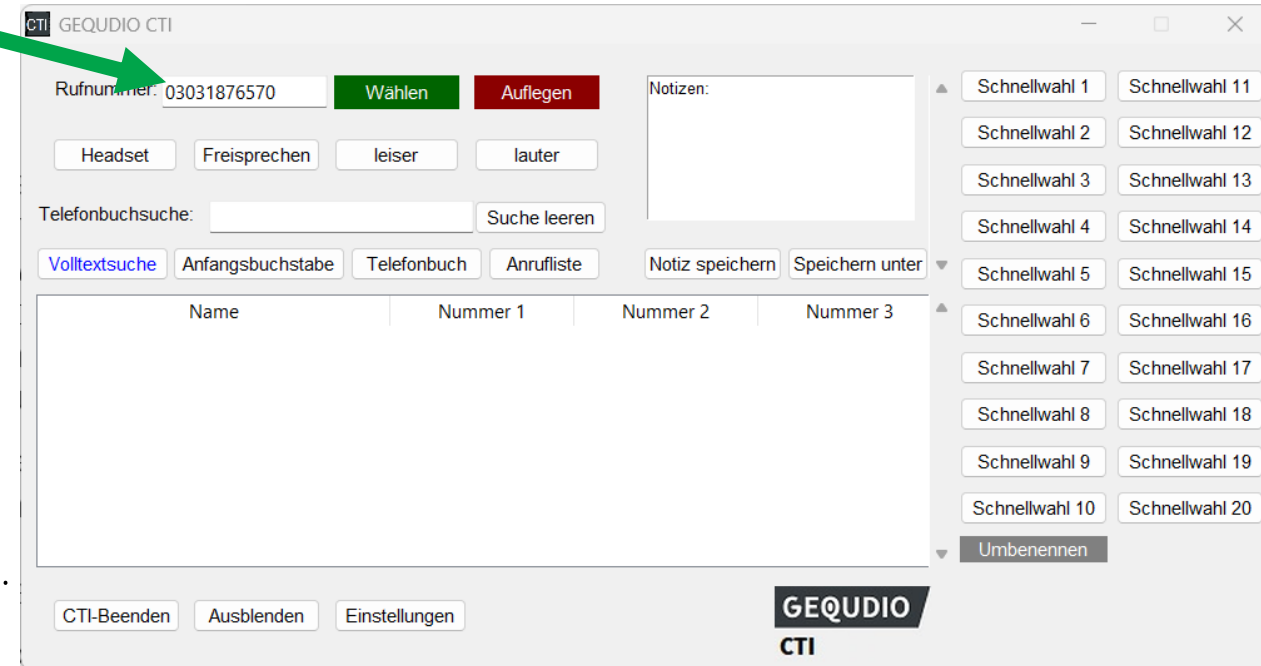 CTI GEQUDIO CTI
Rufnummer: 03031876570 Wählen Auflegen
Notizen:
Schnellwahl 1 Schnellwahl 11
Headset Freisprechen leiser lauter
Schnellwahl 2 Schnellwahl 12
Schnellwahl 3 Schnellwahl 13
Telefonbuchsuche: Suche leeren
Schnellwahl 4 Schnellwahl 14
Volltextsuche Anfangsbuchstabe Telefonbuch Anrufliste Notiz speichern Speichern unter
Schnellwahl 5 Schnellwahl 15
Name Nummer 1 Nummer 2 Nummer 3
Schnellwahl 6 Schnellwahl 16
Schnellwahl 7 Schnellwahl 17
Schnellwahl 8 Schnellwahl 18
Schnellwahl 9 Schnellwahl 19
Schnellwahl 10 Schnellwahl 20
Umbenennen
CTI-Beenden Ausblenden Einstellungen
GEQUDIO
CTI